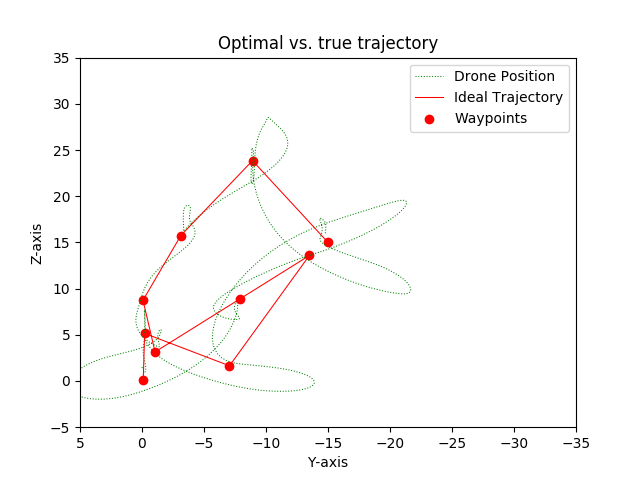 Optimal vs. true trajectory
Drone Position
Ideal Trajectory
Waypoints
35
30
25
20
15
10
5
0
−5
Z-axis
5 0 −5 −10 −15 −20 −25 −30 −35
Y-axis